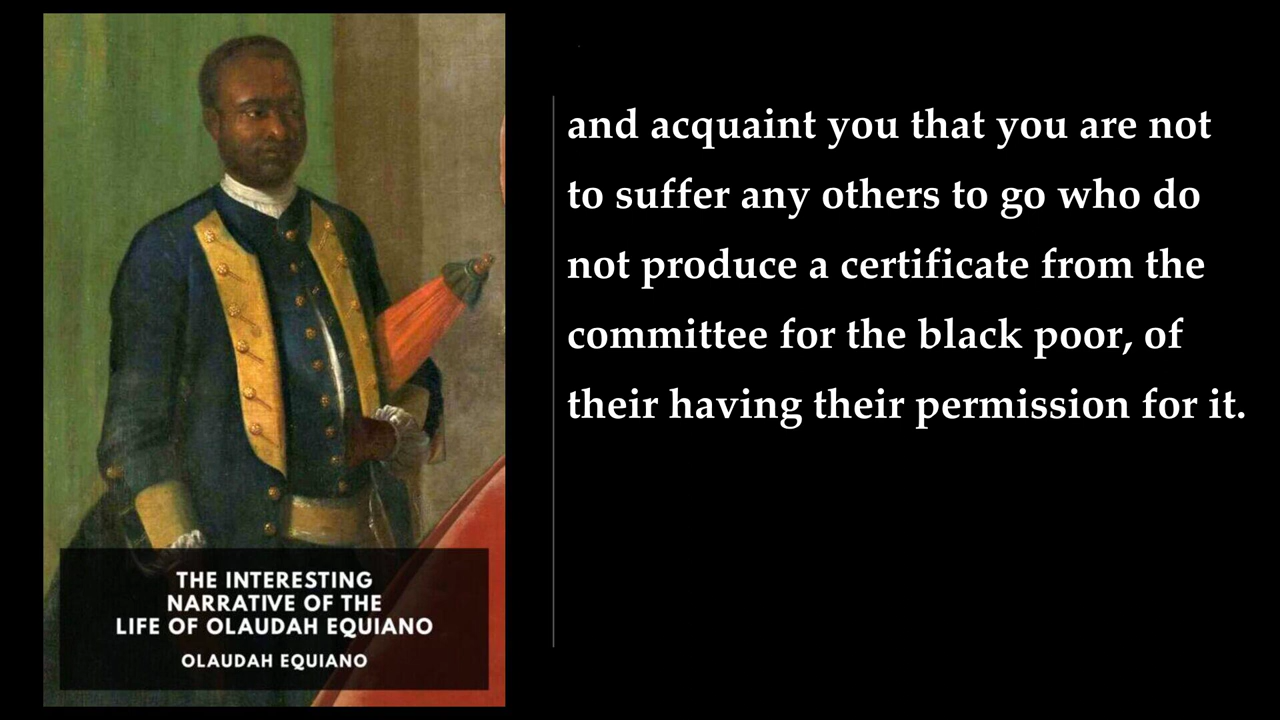 THE INTERESTING
NARRATIVE OF THE
LIFE OF OLAUDAH EQUIANO
OLAUDAH EQUIANO
and acquaint you that you are not
to suffer any others to go who do
not produce a certificate from the
committee for the black poor, of
their having their permission for it.